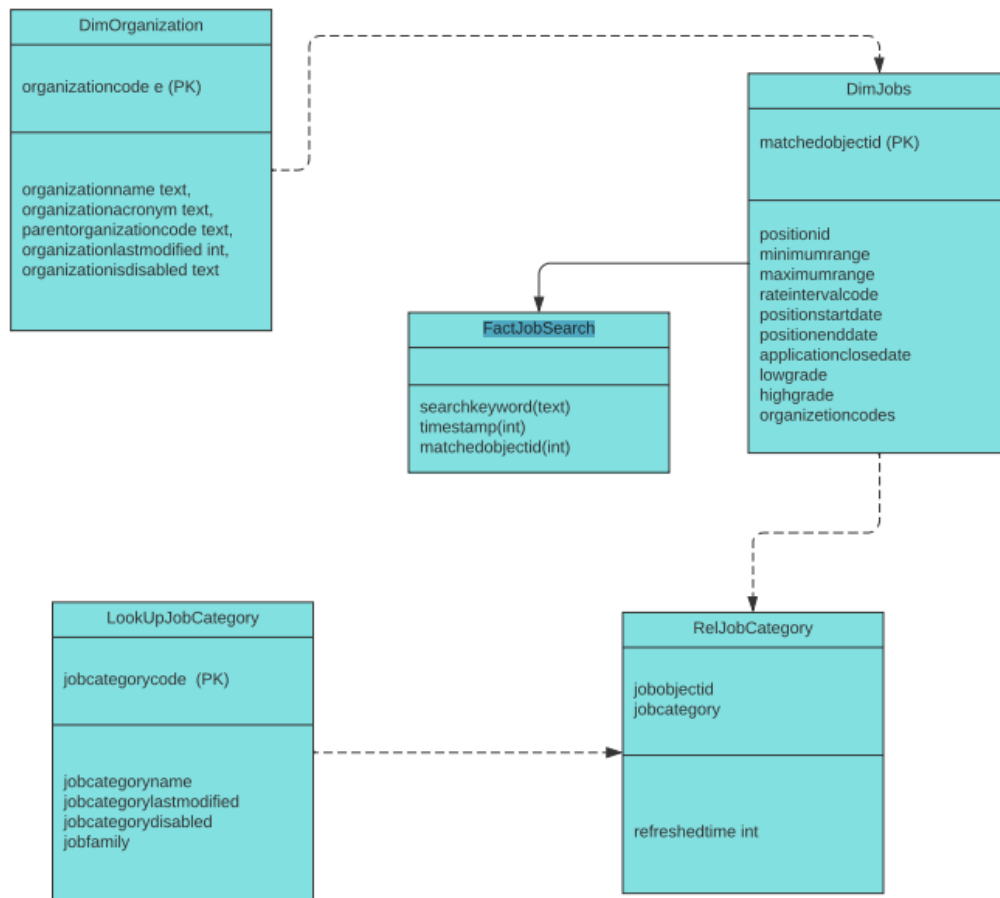 DimOrganization
organizationcode e (PK)
organizationname text,
organizationacronym text,
parentorganizationcode text,
organizationlastmodified int,
organizationisdisabled text
DimJobs
matchedobjectid (PK)
positionid
minimumrange
maximumrange
rateintervalcode
positionstartdate
positionenddate
applicationclosedate
lowgrade
highgrade
organizetioncodes
FactJobSearch
searchkeyword(text)
timestamp(int)
matchedobjectid(int)
LookUpJobCategory
jobcategorycode (PK)
jobcategoryname
jobcategorylastmodified
jobcategorydisabled
jobfamily
RelJobCategory
jobobjectid
jobcategory
refreshedtime int